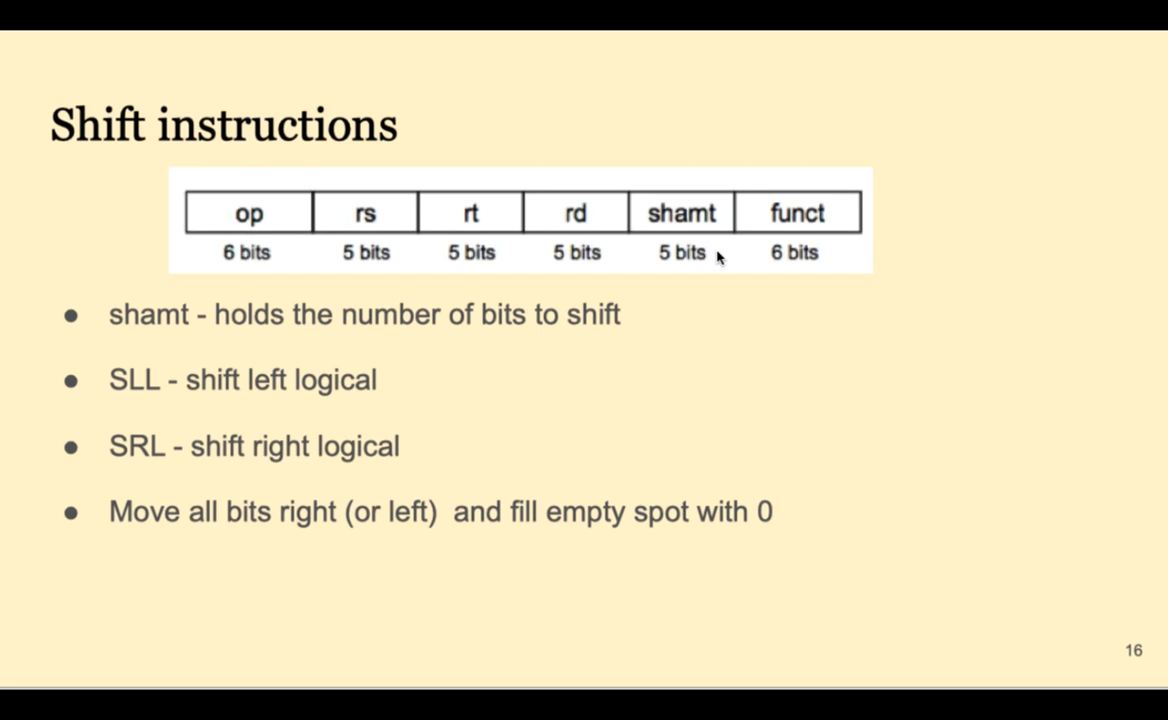 Shift instructions
op rs rt rd shamt funct
6 bits 5 bits 5 bits 5 bits 5 bits 6 bits
● shamt - holds the number of bits to shift
● SLL - shift left logical
● SRL - shift right logical
● Move all bits right (or left)  and fill empty spot with 0
16